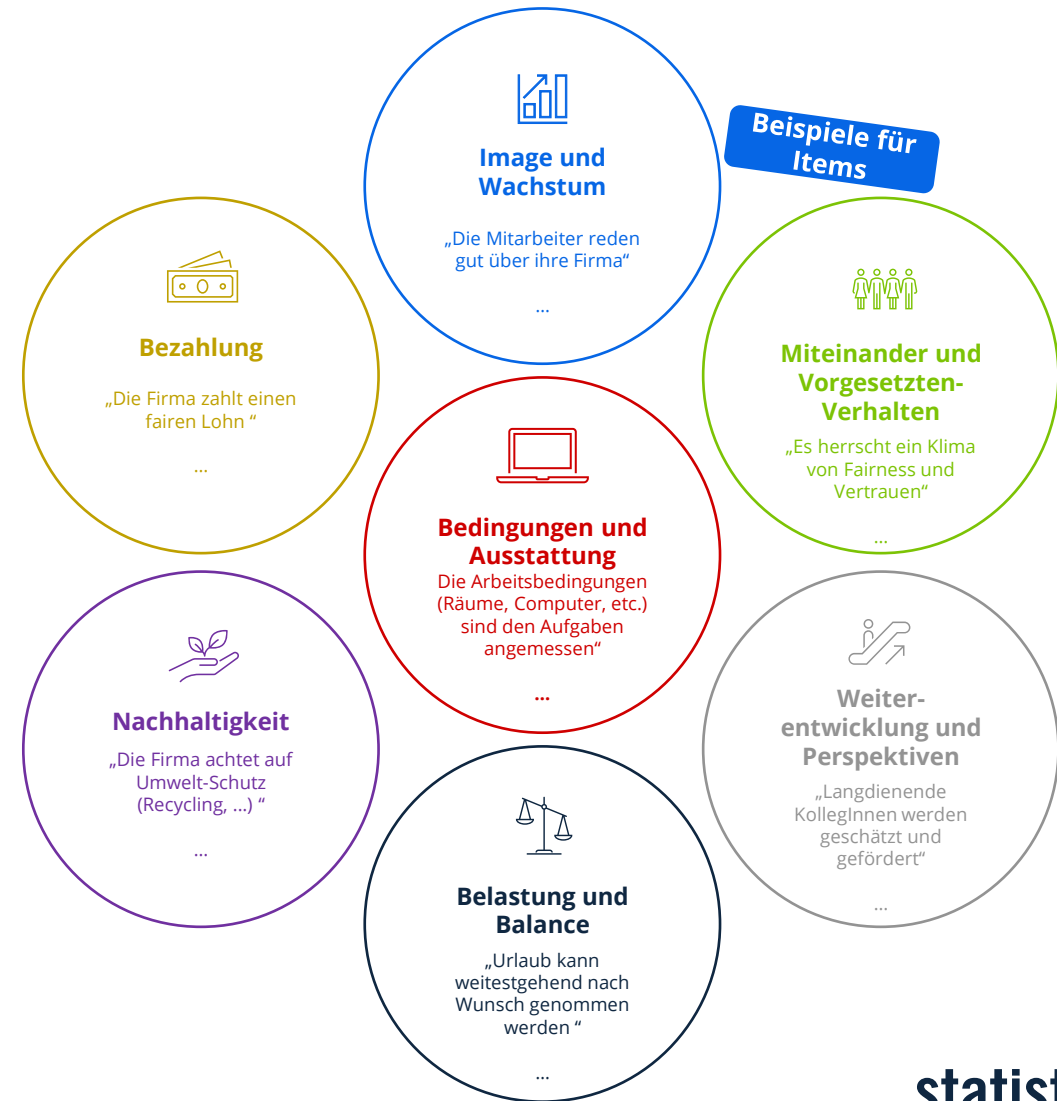 Beispiele für
Items
Image und
Wachstum
„Die Mitarbeiter reden
gut über ihre Firma“
...
Bezahlung
„Die Firma zahlt einen
fairen Lohn “
...
Miteinander und
Vorgesetzten-
Verhalten
„Es herrscht ein Klima
von Fairness und
Vertrauen“
...
Bedingungen und
Ausstattung
Die Arbeitsbedingungen
(Räume, Computer, etc.)
sind den Aufgaben
angemessen“
...
Nachhaltigkeit
„Die Firma achtet auf
Umwelt-Schutz
(Recycling, ...) “
...
Weiter-
entwicklung und
Perspektiven
„Langdienende
KollegInnen werden
geschätzt und
gefördert“
...
Belastung und
Balance
„Urlaub kann
weitestgehend nach
Wunsch genommen
werden “
...
statist